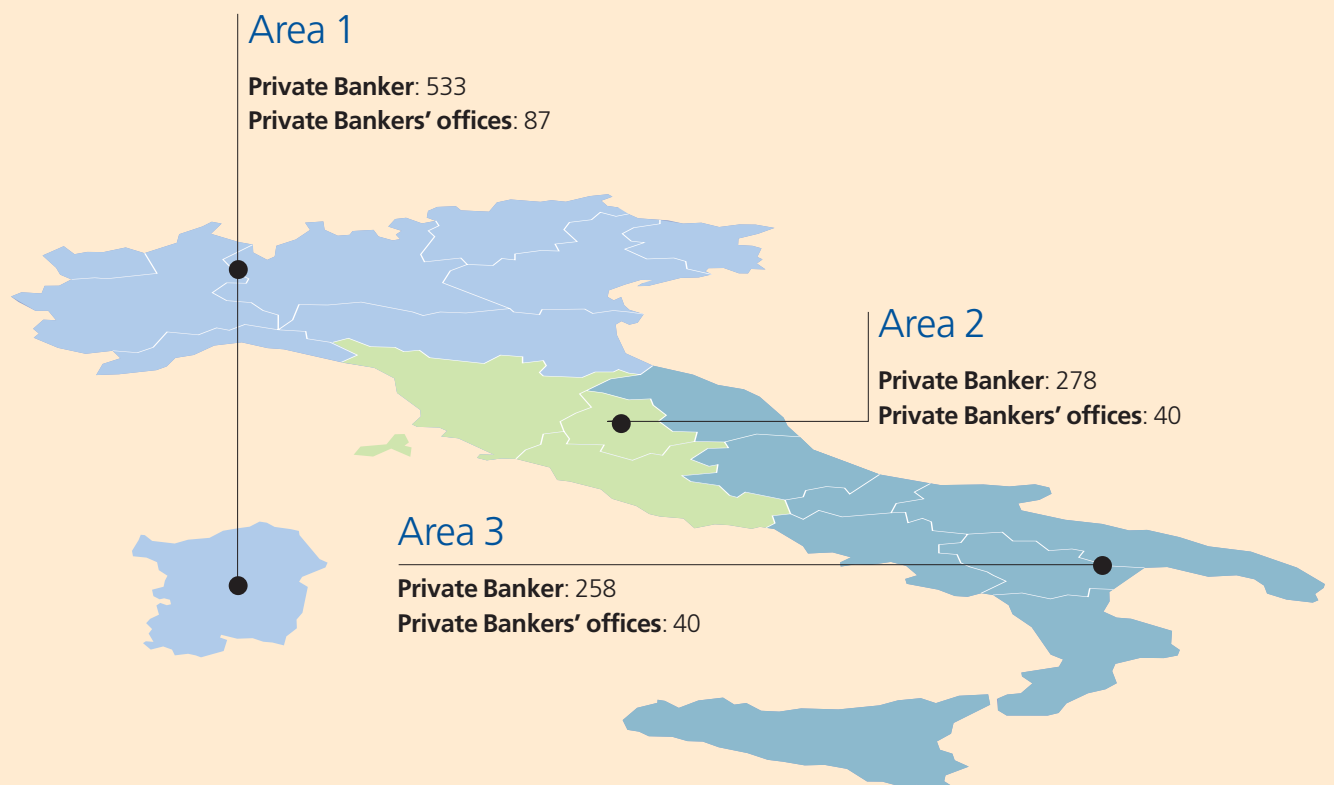 Area 1
Private Banker: 533
Private Bankers’ offices: 87
Area 2
Private Banker: 278
Private Bankers’ offices: 40
Area 3
Private Banker: 258
Private Bankers’ offices: 40